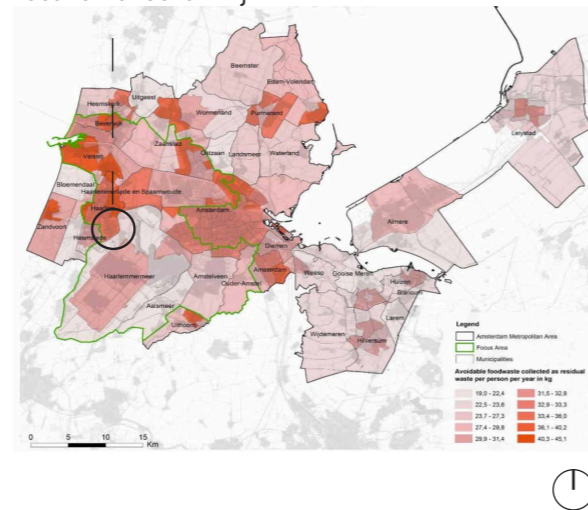 Beemster
Edam-Volendam
Uitgeest
Heemskerk
Wormerland
Purmerend
Beverwijk
Zaanstad
Oostzaan
Landsmeer
Waterland
Velsen
Lelystad
Bloemendaal
Haarlemmerliede en Spaarnwoude
Amsterdam
Almere
Zandvoort
Heemstede
Diemen
Haarlemmermeer
Amstelveen
Amsterdam
Weesp
Gooise Meren
Huizen
Ouder-Amstel
Blaricum
Aalsmeer
Laren
Uithoorn
Wijdemeren
Hilversum
Legend
Amsterdam Metropolitan Area
Focus Area
Municipalities
Avoidable foodwaste collected as residual
waste per person per year in kg
19,0 - 22,4 31,5 - 32,8
22,5 - 23,6 32,9 - 33,3
23,7 - 27,3 33,4 - 36,0
27,4 - 29,8 36,1 - 40,2
29,9 - 31,4 40,3 - 45,1
0 5 10 15
Km